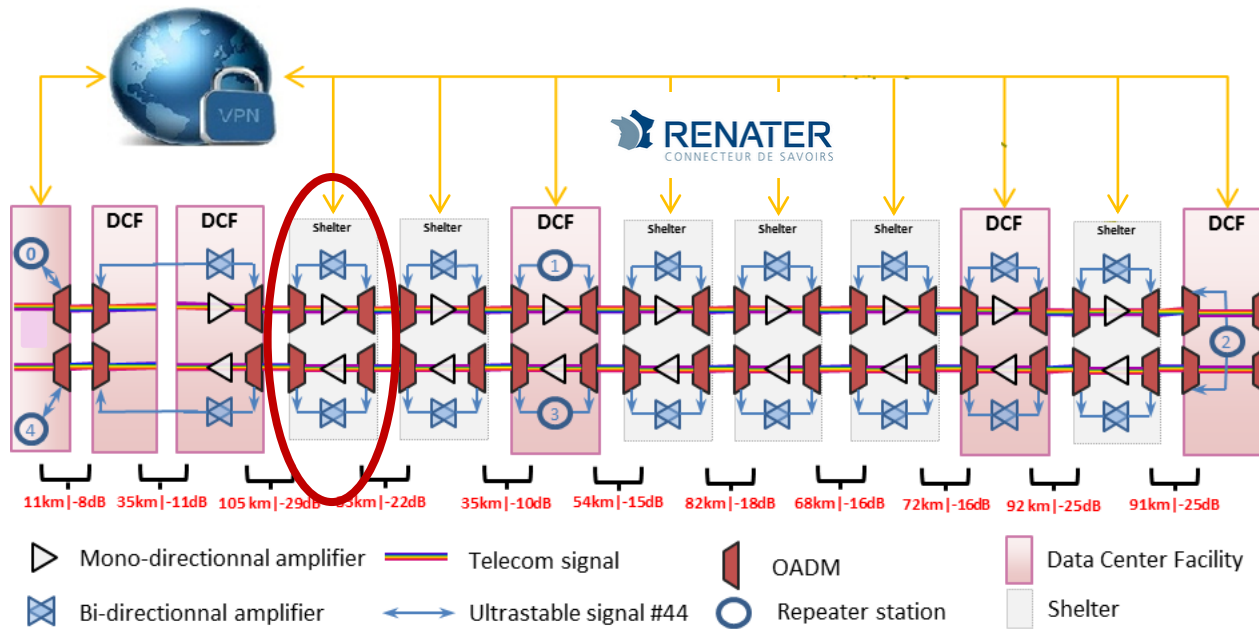 VPN
RENATER
CONNECTEUR DE SAVOIRS
DCF
DCF
Shelter
Shelter
DCF
Shelter
Shelter
Shelter
DCF
Shelter
DCF
0
1
2
4
3
11km|-8dB
35km|-11dB
105 km|-29dB
km|-22dB
35km|-10dB
54km|-15dB
82km|-18dB
68km|-16dB
72km|-16dB
92 km|-25dB
91km|-25dB
Mono-directionnal amplifier
Telecom signal
OADM
Data Center Facility
Bi-directionnal amplifier
Ultrastable signal #44
Repeater station
Shelter